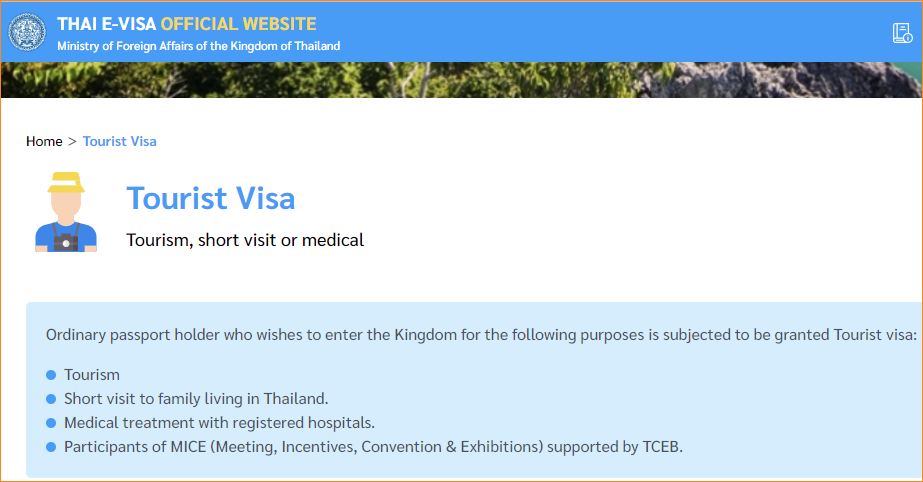 THAI E-VISA OFFICIAL WEBSITE
Ministry of Foreign Affairs of the Kingdom of Thailand
Home > Tourist Visa
Tourist Visa
Tourism, short visit or medical
Ordinary passport holder who wishes to enter the Kingdom for the following purposes is subjected to be granted Tourist visa:
Tourism
Short visit to family living in Thailand.
Medical treatment with registered hospitals.
Participants of MICE (Meeting, Incentives, Convention & Exhibitions) supported by TCEB.